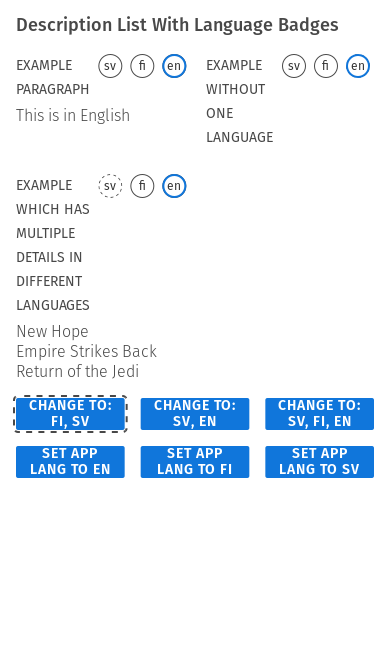 Description List With Language Badges
EXAMPLE PARAGRAPH
sv fi en
This is in English
EXAMPLE WITHOUT ONE LANGUAGE
sv fi en
EXAMPLE WHICH HAS MULTIPLE DETAILS IN DIFFERENT LANGUAGES
sv fi en
New Hope
Empire Strikes Back
Return of the Jedi
CHANGE TO: FI, SV
CHANGE TO: SV, EN
CHANGE TO: SV, FI, EN
SET APP LANG TO EN
SET APP LANG TO FI
SET APP LANG TO SV